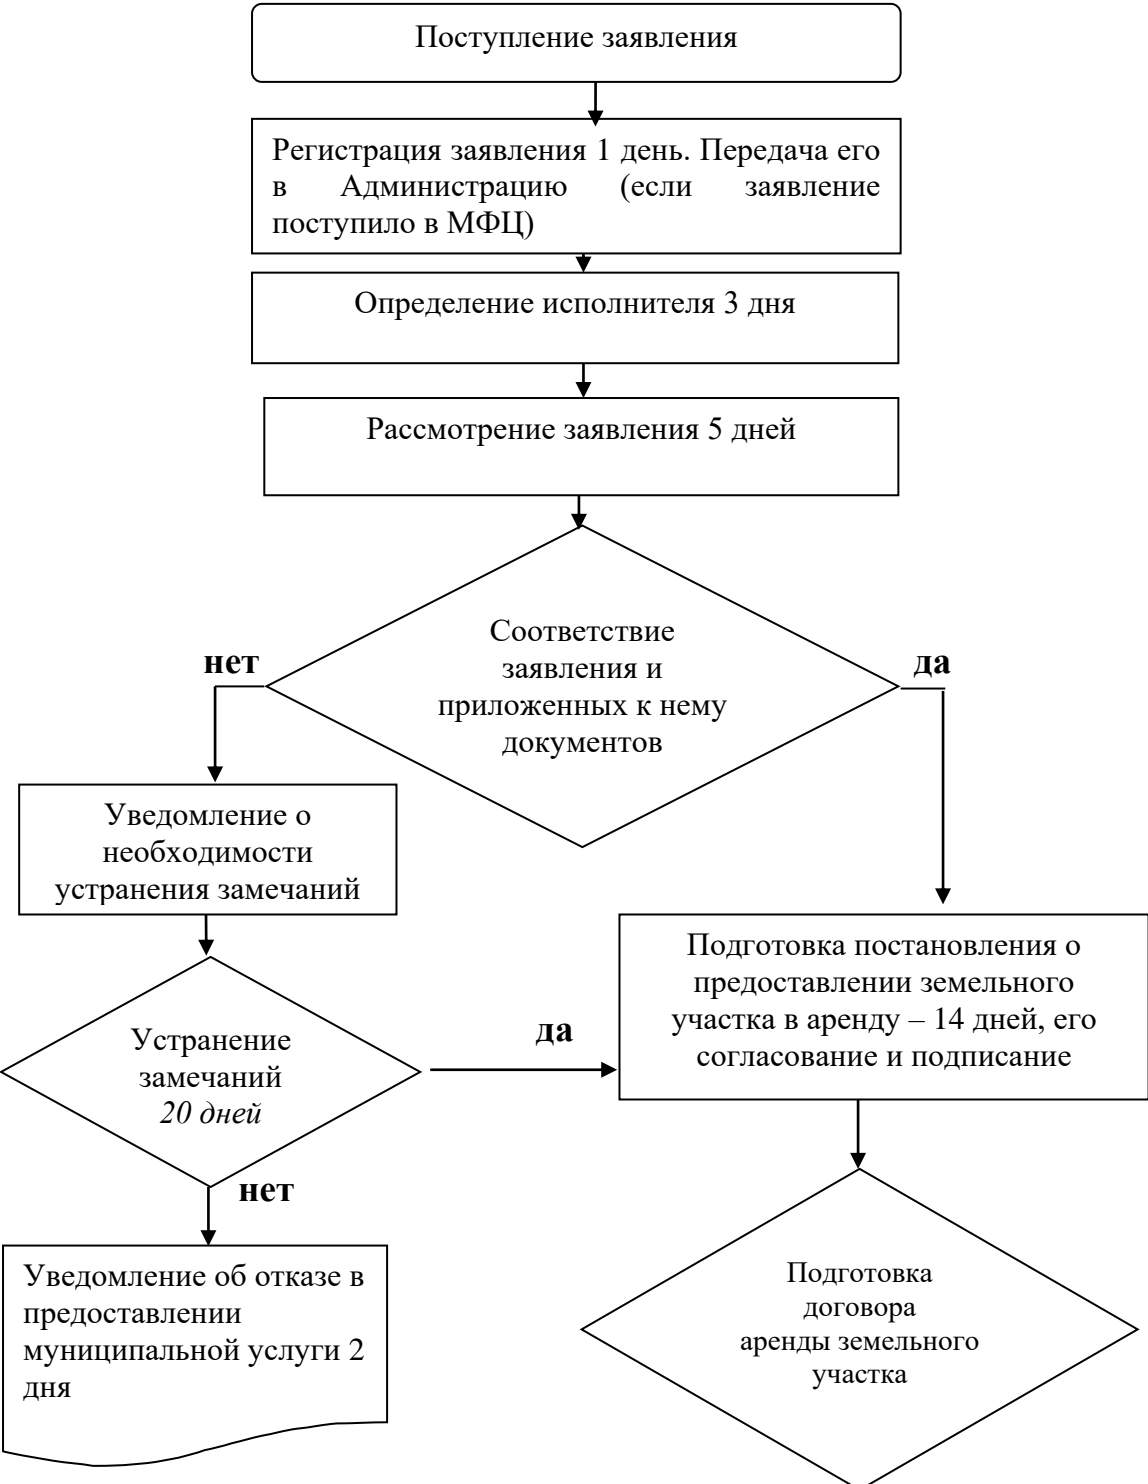 Поступление заявления
Регистрация заявления 1 день. Передача его
в Администрацию (если заявление
поступило в МФЦ)
Определение исполнителя 3 дня
Рассмотрение заявления 5 дней
Соответствие
заявления и
приложенных к нему
документов
нет
да
Уведомление о
необходимости
устранения замечаний
Подготовка постановления о
предоставлении земельного
участка в аренду – 14 дней, его
согласование и подписание
Устранение
замечаний
20 дней
да
нет
Уведомление об отказе в
предоставлении
муниципальной услуги 2
дня
Подготовка
договора
аренды земельного
участка